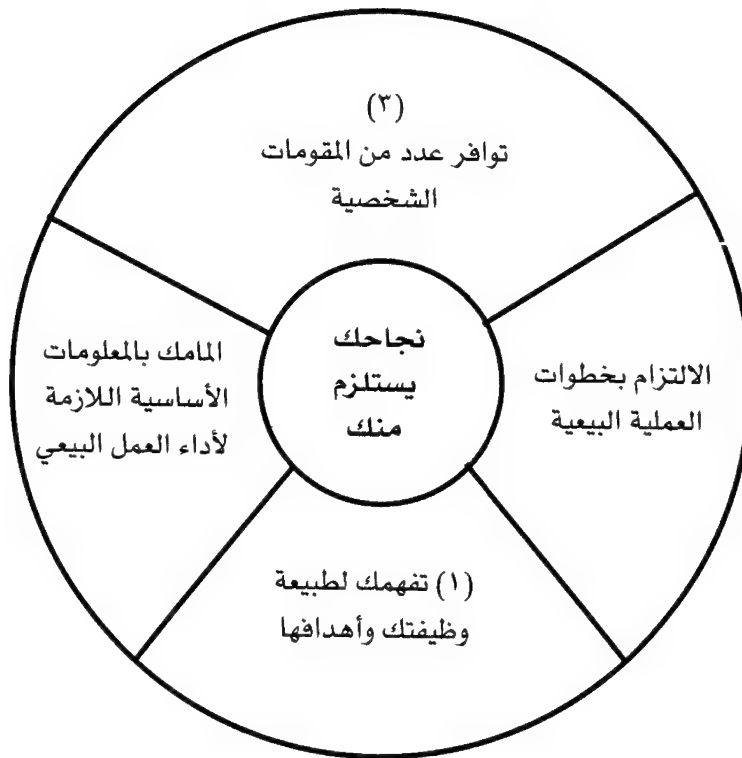 (٣)
توافر عدد من المقومات
الشخصية
الالتزام بخطوات
العملية البيعية
نجاحك
يستلزم
منك
المامك بالمعلومات
الأساسية اللازمة
لأداء العمل البيعي
(١) تفهمك لطبيعة
وظيفتك وأهدافها